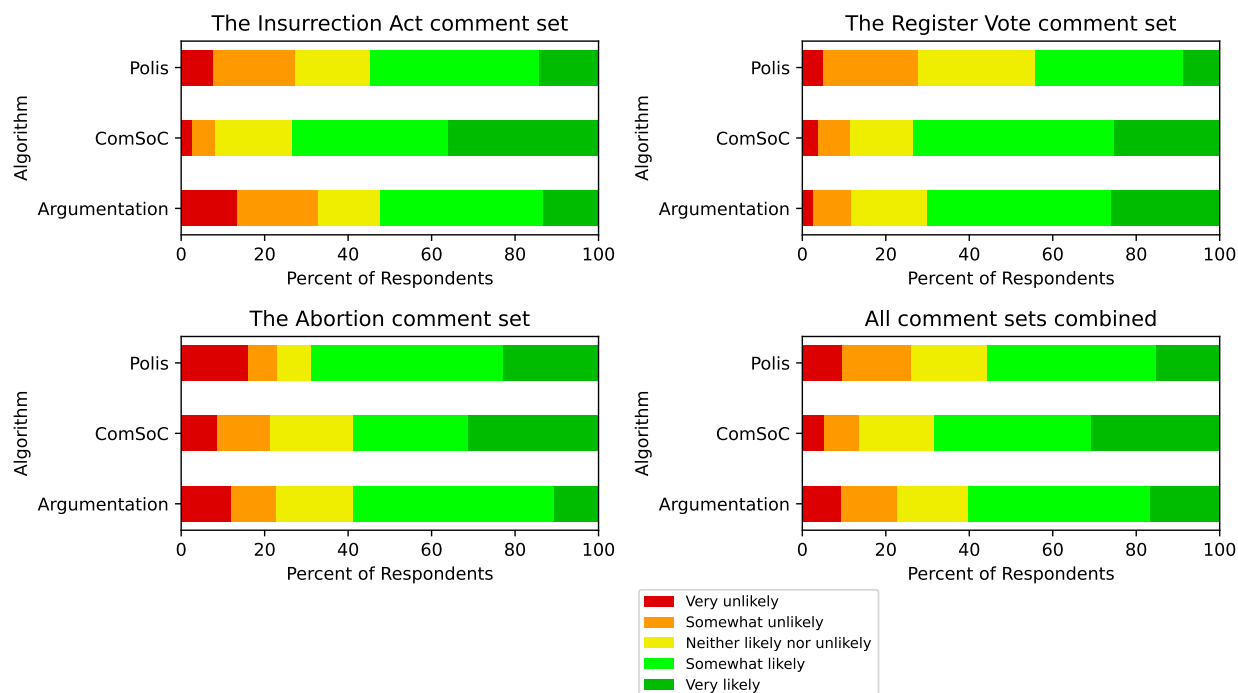 The Insurrection Act comment set
Polis
ComSoC
Argumentation
Algorithm
0 20 40 60 80 100
Percent of Respondents
The Register Vote comment set
Polis
ComSoC
Argumentation
Algorithm
0 20 40 60 80 100
Percent of Respondents
The Abortion comment set
Polis
ComSoC
Argumentation
Algorithm
0 20 40 60 80 100
Percent of Respondents
All comment sets combined
Polis
ComSoC
Argumentation
Algorithm
0 20 40 60 80 100
Percent of Respondents
Very unlikely
Somewhat unlikely
Neither likely nor unlikely
Somewhat likely
Very likely